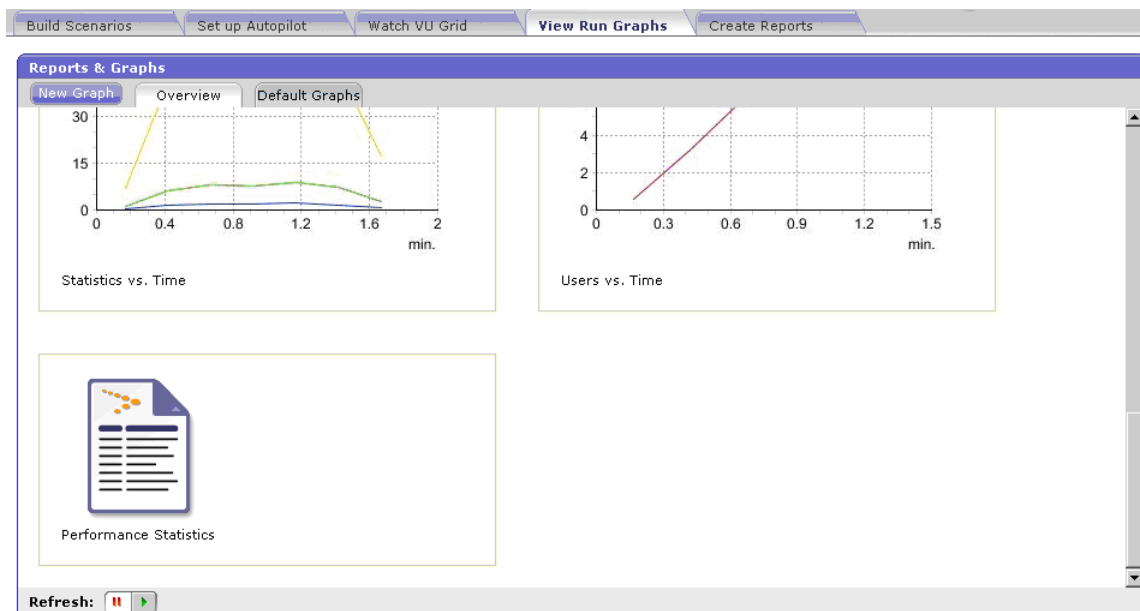 Build Scenarios Set up Autopilot Watch VU Grid View Run Graphs Create Reports
Reports & Graphs
New Graph Overview Default Graphs
30
15
0
0 0.4 0.8 1.2 1.6 2
min.
Statistics vs. Time
4
2
0
0 0.3 0.6 0.9 1.2 1.5
min.
Users vs. Time
Performance Statistics
Refresh: